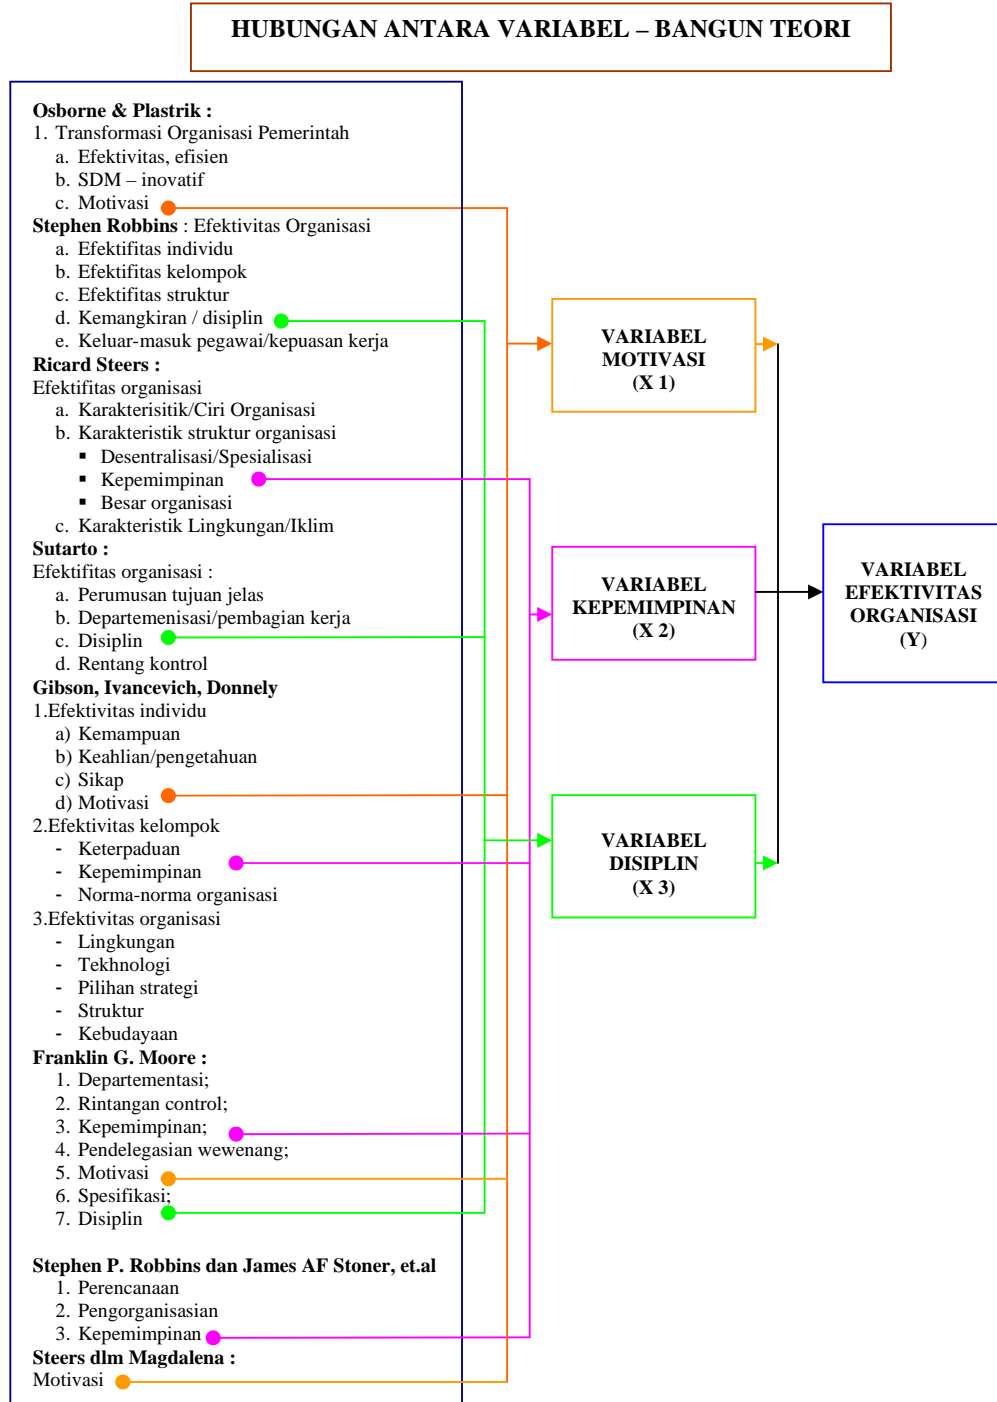 HUBUNGAN ANTARA VARIABEL – BANGUN TEORI
Osborne & Plastrik :
1. Transformasi Organisasi Pemerintah
a. Efektivitas, efisien
b. SDM – inovatif
c. Motivasi
Stephen Robbins : Efektivitas Organisasi
a. Efektifitas individu
b. Efektifitas kelompok
c. Efektifitas struktur
d. Kemangkiran / disiplin
e. Keluar-masuk pegawai/kepuasan kerja
Ricard Steers :
Efektifitas organisasi
a. Karakterisitik/Ciri Organisasi
b. Karakteristik struktur organisasi
▪ Desentralisasi/Spesialisasi
▪ Kepemimpinan
▪ Besar organisasi
c. Karakteristik Lingkungan/Iklim
Sutarto :
Efektifitas organisasi :
a. Perumusan tujuan jelas
b. Departemenisasi/pembagian kerja
c. Disiplin
d. Rentang kontrol
Gibson, Ivancevich, Donnely
1.Efektivitas individu
a) Kemampuan
b) Keahlian/pengetahuan
c) Sikap
d) Motivasi
2.Efektivitas kelompok
- Keterpaduan
- Kepemimpinan
- Norma-norma organisasi
3.Efektivitas organisasi
- Lingkungan
- Tekhnologi
- Pilihan strategi
- Struktur
- Kebudayaan
Franklin G. Moore :
1. Departementasi;
2. Rintangan control;
3. Kepemimpinan;
4. Pendelegasian wewenang;
5. Motivasi
6. Spesifikasi;
7. Disiplin
Stephen P. Robbins dan James AF Stoner, et.al
1. Perencanaan
2. Pengorganisasian
3. Kepemimpinan
Steers dlm Magdalena :
Motivasi
VARIABEL
MOTIVASI
(X 1)
VARIABEL
KEPEMIMPINAN
(X 2)
VARIABEL
DISIPLIN
(X 3)
VARIABEL
EFEKTIVITAS
ORGANISASI
(Y)